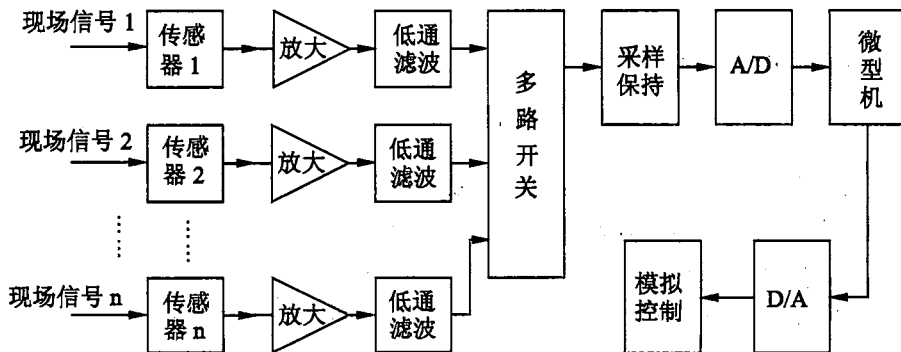 现场信号 1
传感
器 1
放大
低通
滤波
多
路
开
关
采样
保持
A/D
微
型
机
现场信号 2
传感
器 2
放大
低通
滤波
现场信号 n
传感
器 n
放大
低通
滤波
模拟
控制
D/A